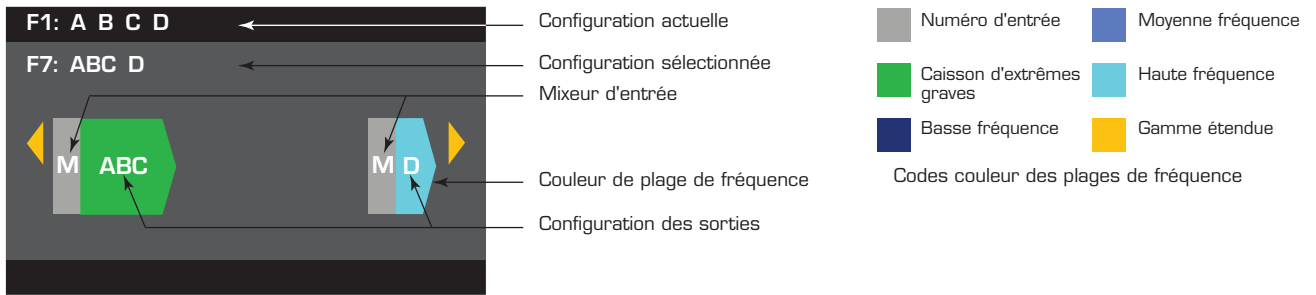 F1: A B C D
Configuration actuelle
F7: ABC D
Configuration sélectionnée
Mixeur d'entrée
M ABC
M D
Couleur de plage de fréquence
Configuration des sorties
Numéro d'entrée
Moyenne fréquence
Caisson d'extrêmes
graves
Haute fréquence
Basse fréquence
Gamme étendue
Codes couleur des plages de fréquence